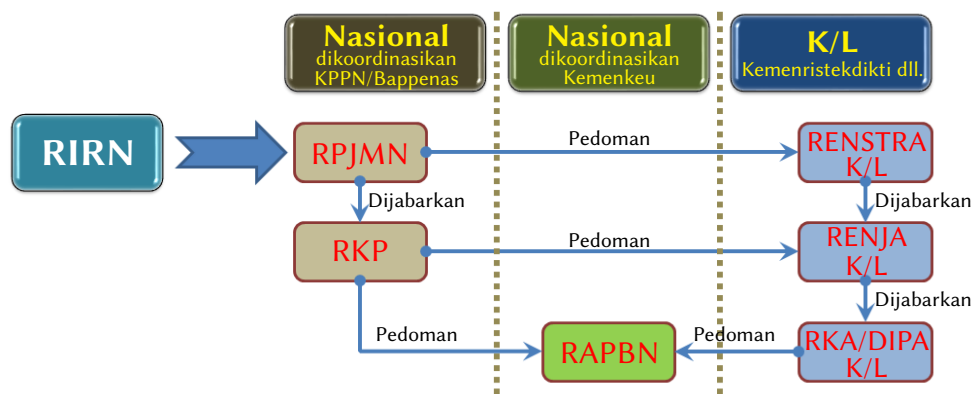 Nasional
dikoordinasikan
KPPN/Bappenas
Nasional
dikoordinasikan
Kemenkeu
K/L
Kemenristekdikti dll.
RIRN
RPJMN
Pedoman
RENSTRA
K/L
Dijabarkan
Dijabarkan
RKP
Pedoman
RENJA
K/L
Dijabarkan
Pedoman
RAPBN
Pedoman
RKA/DIPA
K/L